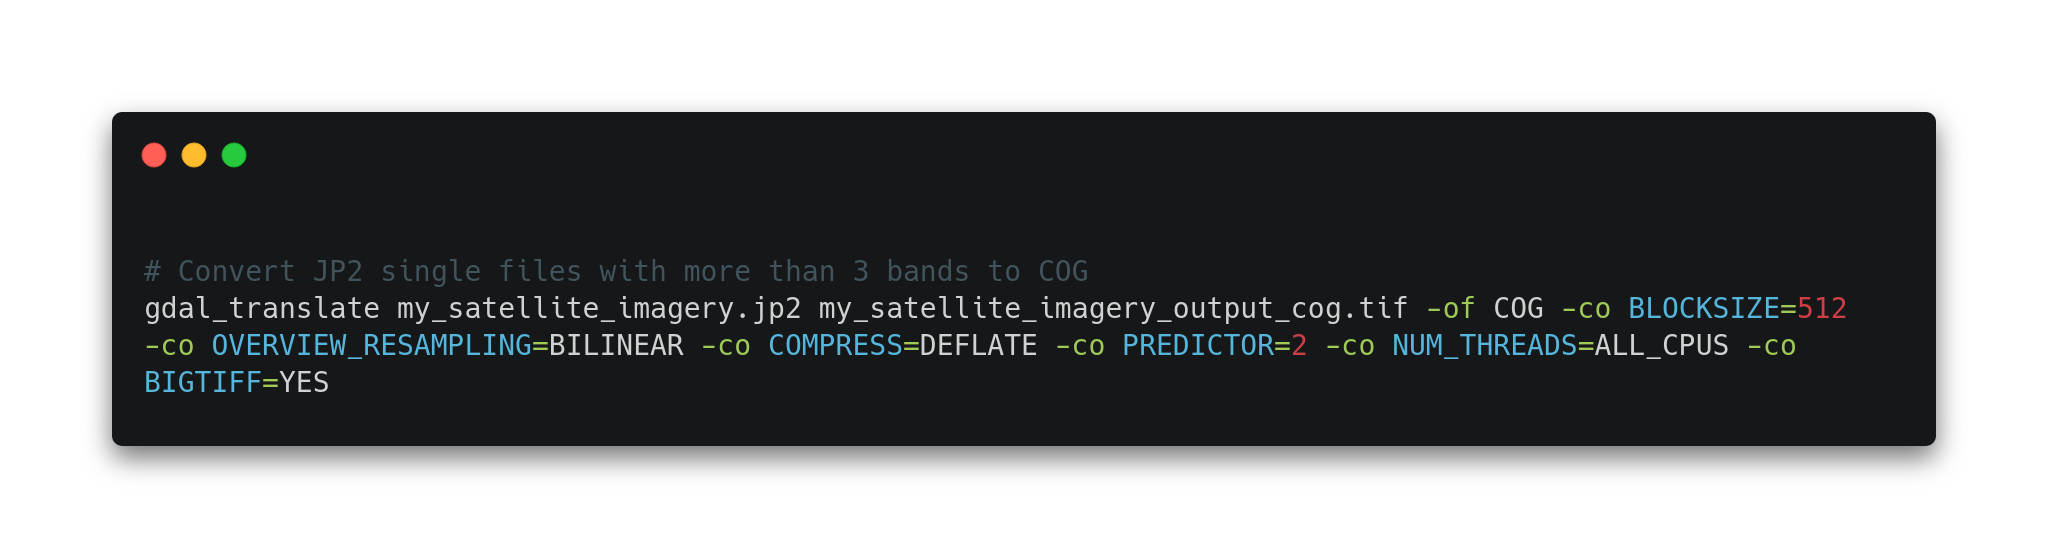 # Convert JP2 single files with more than 3 bands to COG
gdal_translate my_satellite_imagery.jp2 my_satellite_imagery_output_cog.tif -of COG -co BLOCKSIZE=512
-co OVERVIEW_RESAMPLING=BILINEAR -co COMPRESS=DEFLATE -co PREDICTOR=2 -co NUM_THREADS=ALL_CPUS -co
BIGTIFF=YES